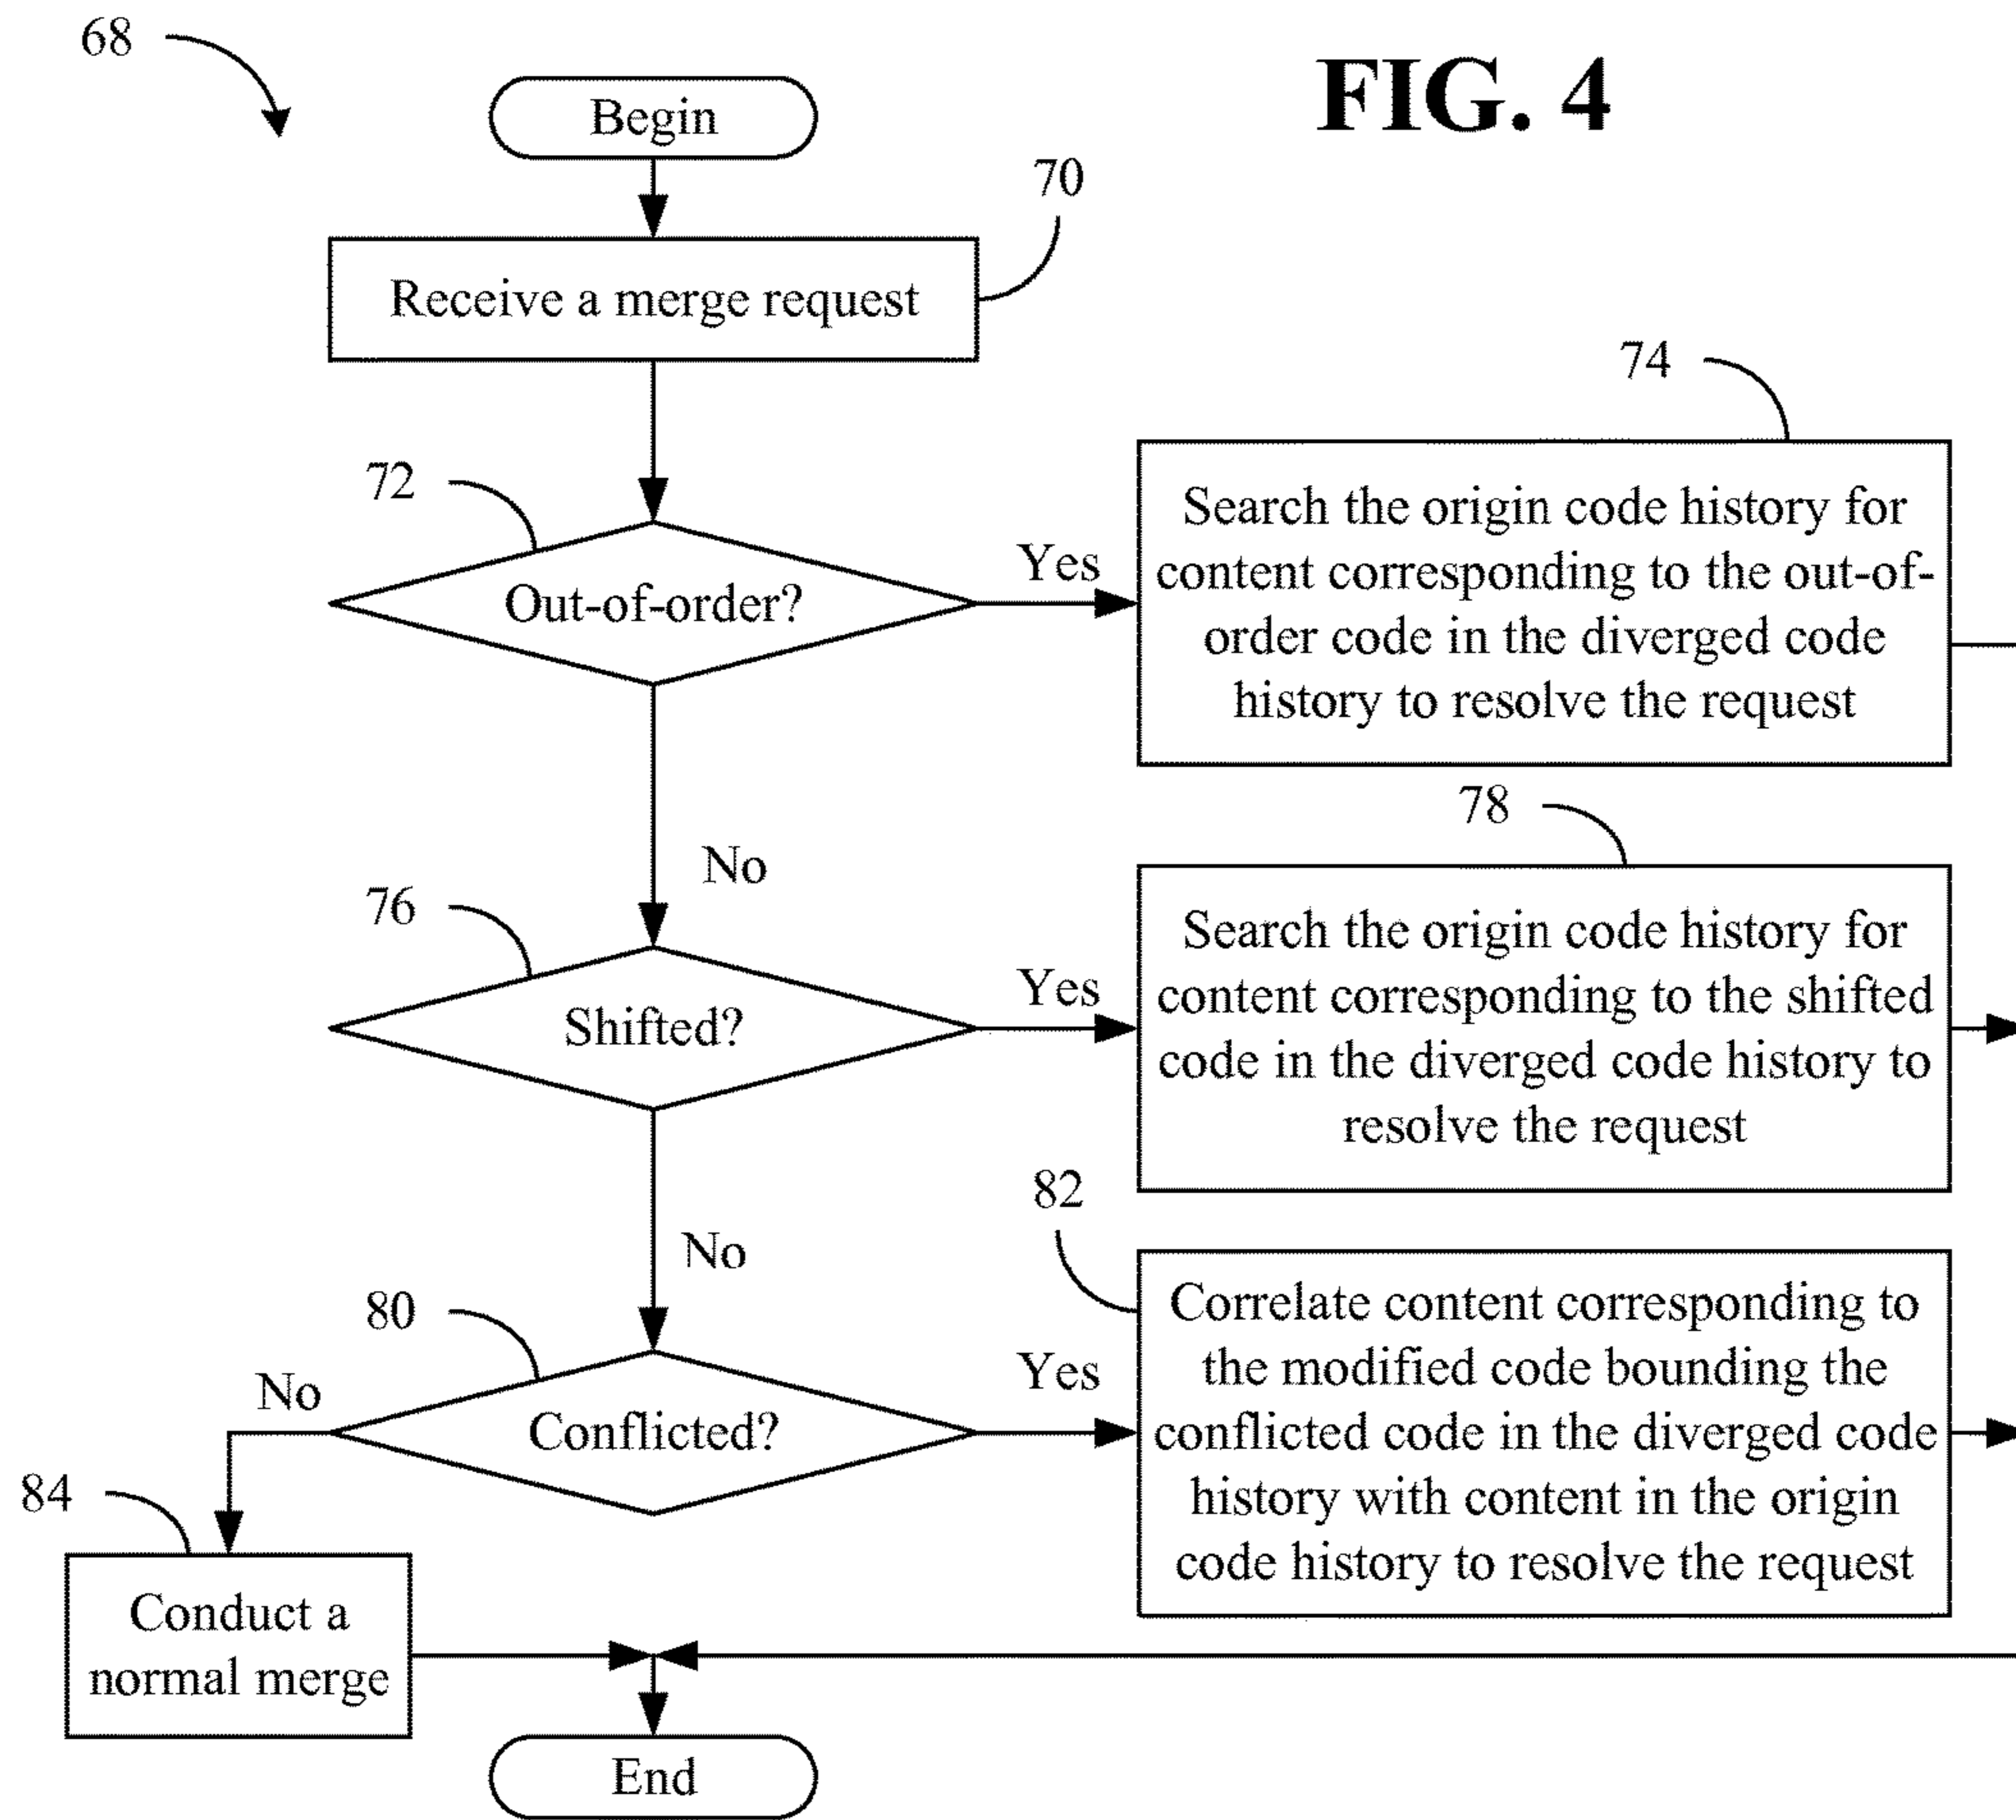 68
FIG. 4
Begin
70
Receive a merge request
74
72
Out-of-order?
Yes
Search the origin code history for
content corresponding to the out-of-
order code in the diverged code
history to resolve the request
No
78
76
Shifted?
Yes
Search the origin code history for
content corresponding to the shifted
code in the diverged code history to
resolve the request
No
82
80
Conflicted?
Yes
Correlate content corresponding to
the modified code bounding the
conflicted code in the diverged code
history with content in the origin
code history to resolve the request
No
84
Conduct a
normal merge
End